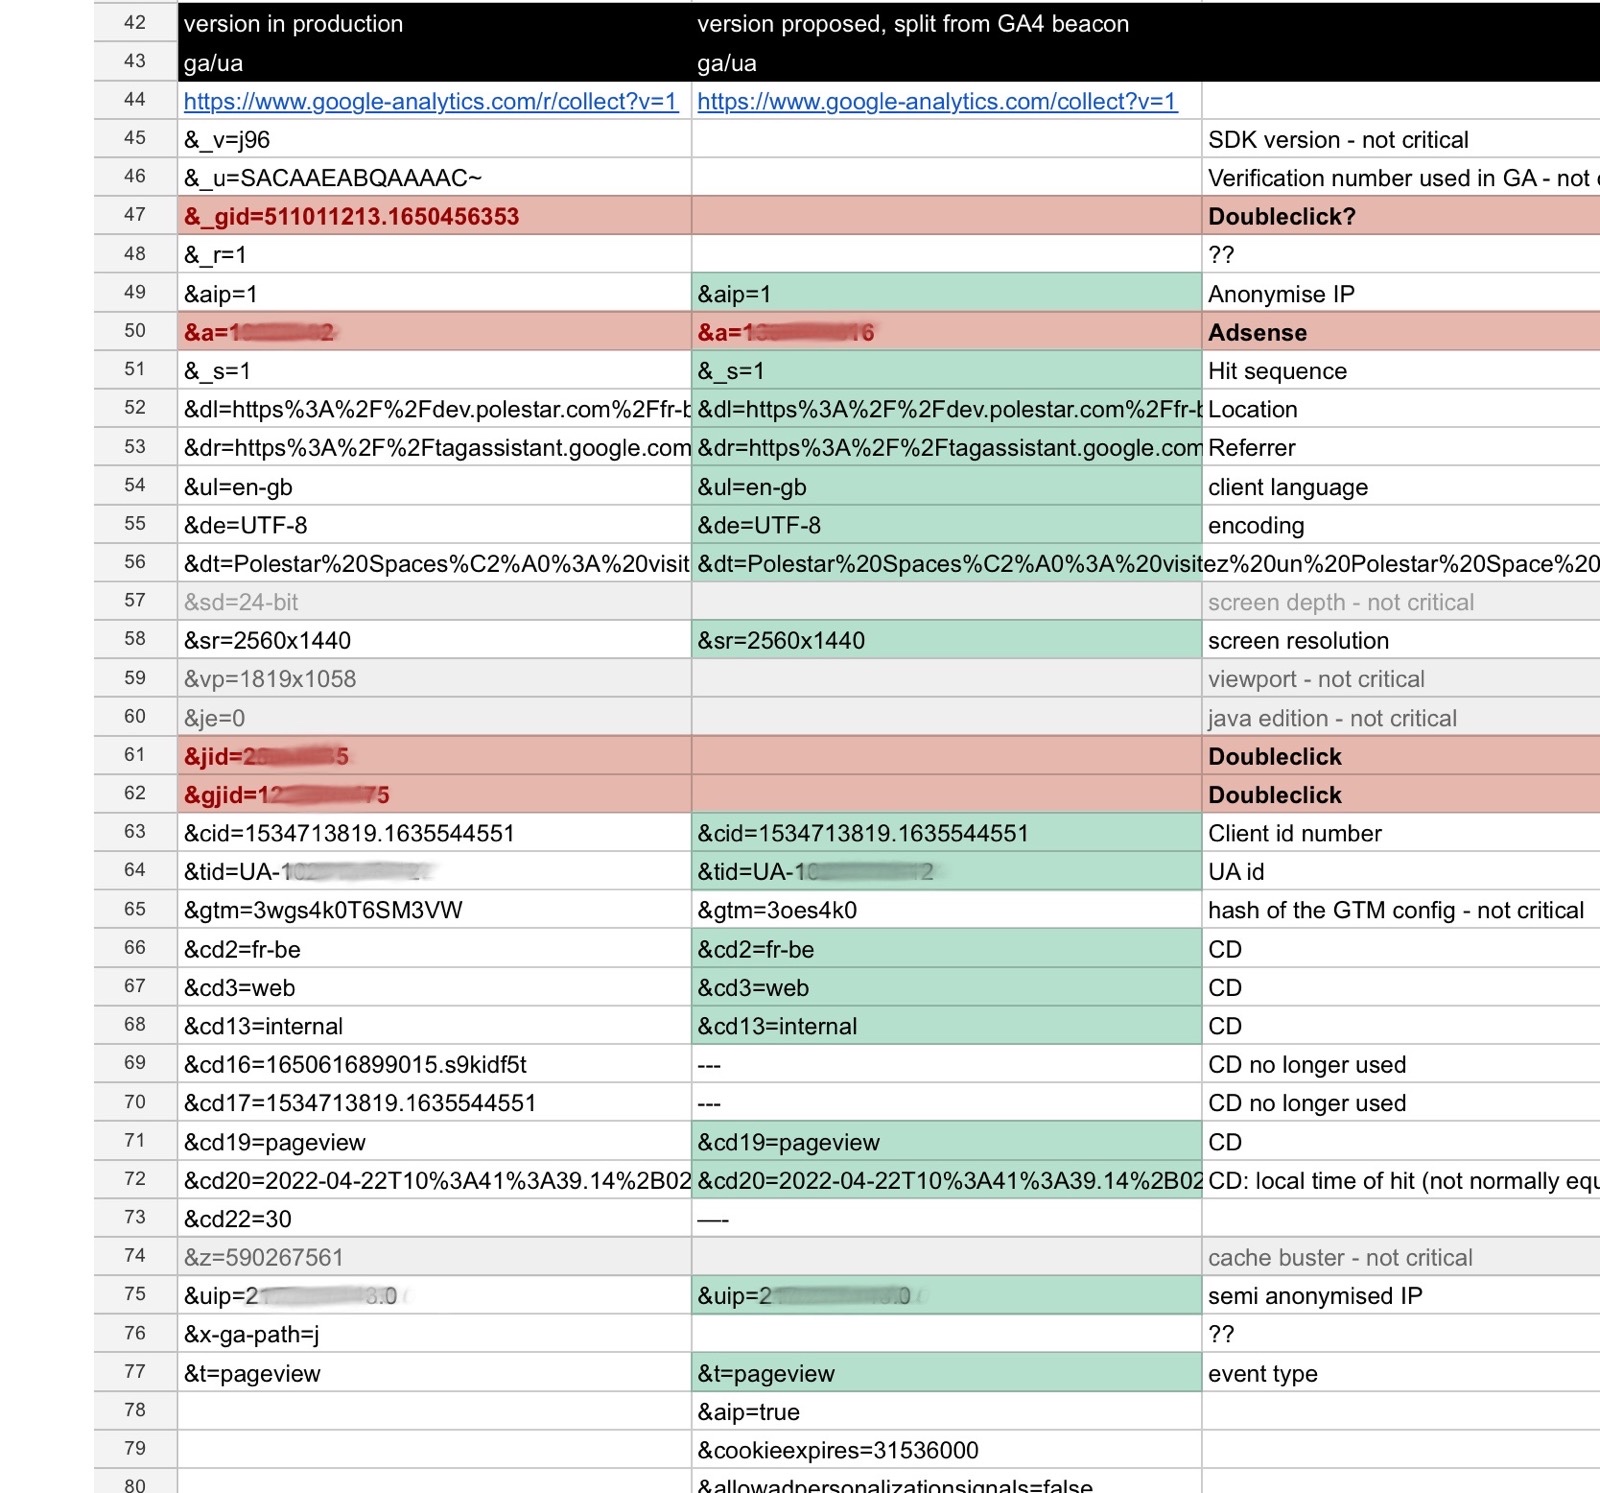 42 version in production version proposed, split from GA4 beacon
43 ga/ua ga/ua
44 https://www.google-analytics.com/r/collect?v=1 https://www.google-analytics.com/collect?v=1
45 &_v=j96 SDK version - not critical
46 &_u=SACAAEABQAAAAC~ Verification number used in GA - not
47 &_gid=511011213.1650456353 Doubleclick?
48 &_r=1 ??
49 &aip=1 &aip=1 Anonymise IP
50 &a=1 &a=1 Adsense
51 &_s=1 &_s=1 Hit sequence
52 &dl=https%3A%2F%2Fdev.polestar.com%2Ffr-b &dl=https%3A%2F%2Fdev.polestar.com%2Ffr-b Location
53 &dr=https%3A%2F%2Ftagassistant.google.com &dr=https%3A%2F%2Ftagassistant.google.com Referrer
54 &ul=en-gb &ul=en-gb client language
55 &de=UTF-8 &de=UTF-8 encoding
56 &dt=Polestar%20Spaces%C2%A0%3A%20visit &dt=Polestar%20Spaces%C2%A0%3A%20visitez%20un%20Polestar%20Space%20
57 &sd=24-bit screen depth - not critical
58 &sr=2560x1440 &sr=2560x1440 screen resolution
59 &vp=1819x1058 viewport - not critical
60 &je=0 java edition - not critical
61 &jid=2 5 Doubleclick
62 &gjid=12 75 Doubleclick
63 &cid=1534713819.1635544551 &cid=1534713819.1635544551 Client id number
64 &tid=UA-1 &tid=UA-10 UA id
65 &gtm=3wgs4k0T6SM3VW &gtm=3oes4k0 hash of the GTM config - not critical
66 &cd2=fr-be &cd2=fr-be CD
67 &cd3=web &cd3=web CD
68 &cd13=internal &cd13=internal CD
69 &cd16=1650616899015.s9kidf5t --- CD no longer used
70 &cd17=1534713819.1635544551 --- CD no longer used
71 &cd19=pageview &cd19=pageview CD
72 &cd20=2022-04-22T10%3A41%3A39.14%2B02 &cd20=2022-04-22T10%3A41%3A39.14%2B02 CD: local time of hit (not normally equ
73 &cd22=30 —-
74 &z=590267561 cache buster - not critical
75 &uip=2 .0 &uip=2 .0 semi anonymised IP
76 &x-ga-path=j ??
77 &t=pageview &t=pageview event type
78 &aip=true
79 &cookieexpires=31536000
80 &allowadpersonalizationsignals=false